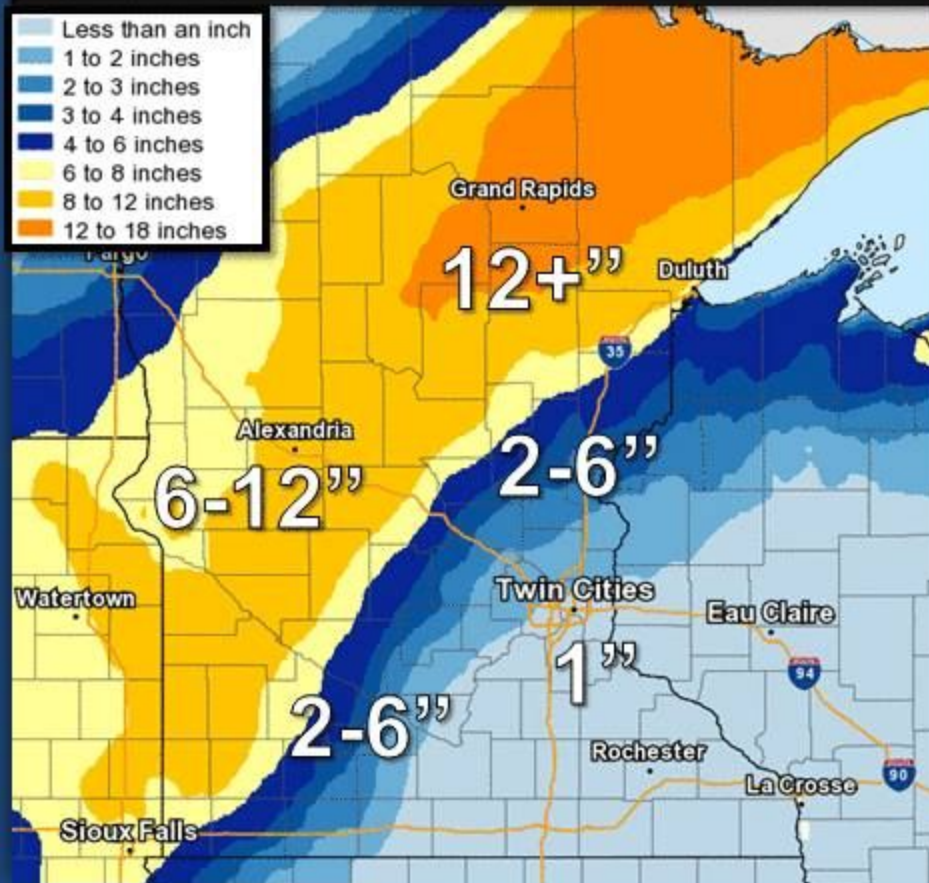 Less than an inch
1 to 2 inches
2 to 3 inches
3 to 4 inches
4 to 6 inches
6 to 8 inches
8 to 12 inches
12 to 18 inches
Grand Rapids
Fargo
12+”
Duluth
35
Alexandria
2-6”
6-12”
Twin Cities
Watertown
Eau Claire
1”
94
2-6”
Rochester
90
La Crosse
Sioux Falls